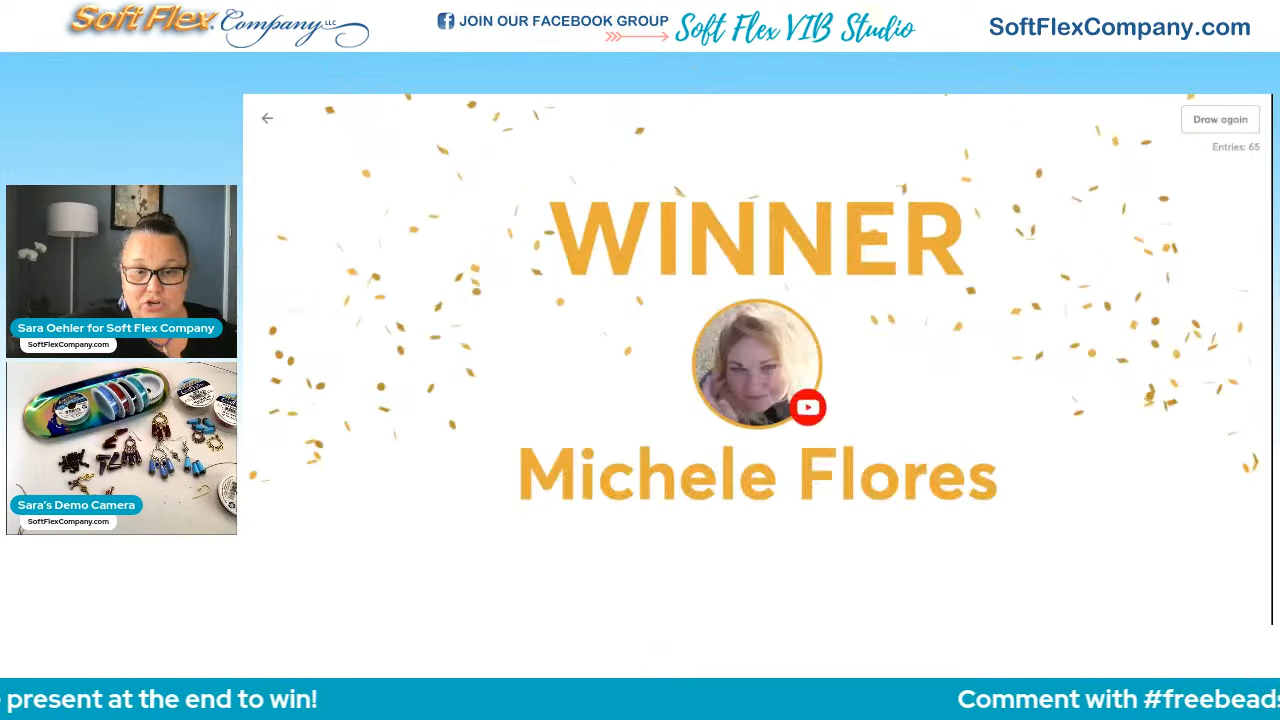 Soft Flex Company LLC
JOIN OUR FACEBOOK GROUP
Soft Flex VIB Studio
SoftFlexCompany.com
Draw again
Entries: 65
WINNER
Michele Flores
Sara Oehler for Soft Flex Company
SoftFlexCompany.com
Sara's Demo Camera
SoftFlexCompany.com
present at the end to win!
Comment with #freebeads